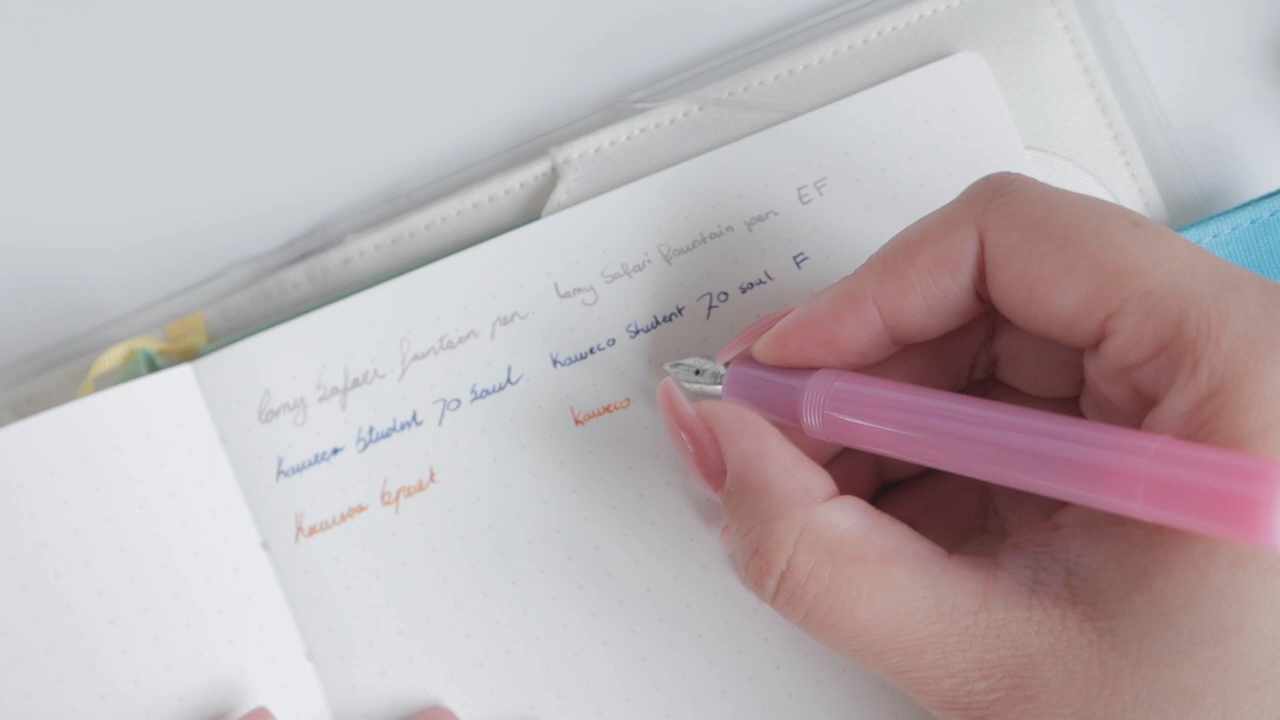 Lamy Safari fountain pen. Lamy Safari Fountain pen EF
Kaweco Student 70 Soul. Kaweco Student 70 soul F
Kaweco Sport Kaweco